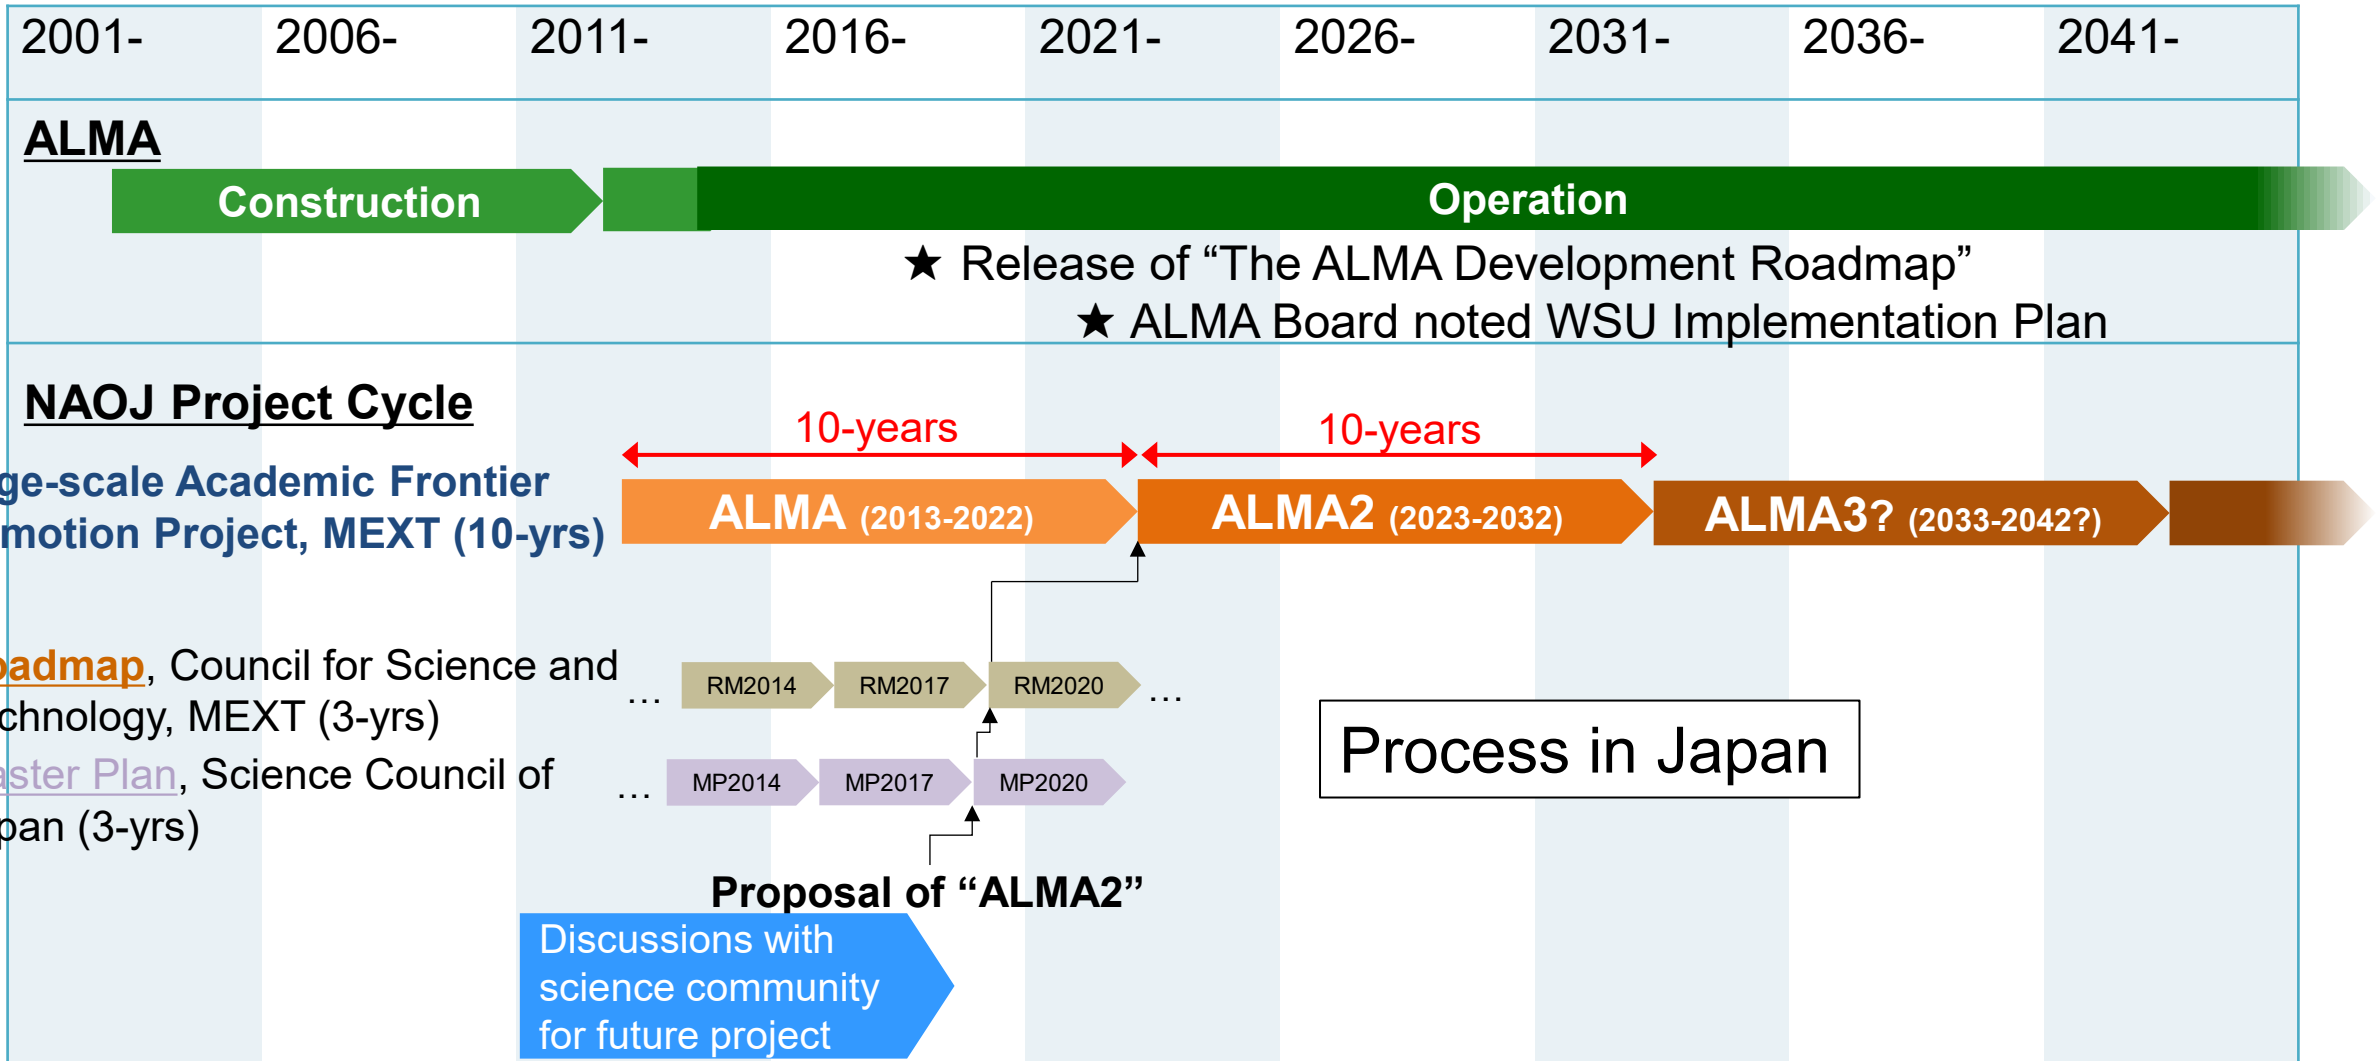 2001- 2006- 2011- 2016- 2021- 2026- 2031- 2036- 2041-
ALMA
Construction
Operation
★ Release of “The ALMA Development Roadmap”
★ ALMA Board noted WSU Implementation Plan
NAOJ Project Cycle
10-years 10-years
ge-scale Academic Frontier
motion Project, MEXT (10-yrs)
ALMA (2013-2022) ALMA2 (2023-2032) ALMA3? (2033-2042?)
oadmap, Council for Science and
chnology, MEXT (3-yrs)
... RM2014 RM2017 RM2020 ...
aster Plan, Science Council of
pan (3-yrs)
... MP2014 MP2017 MP2020
Process in Japan
Proposal of “ALMA2”
Discussions with
science community
for future project